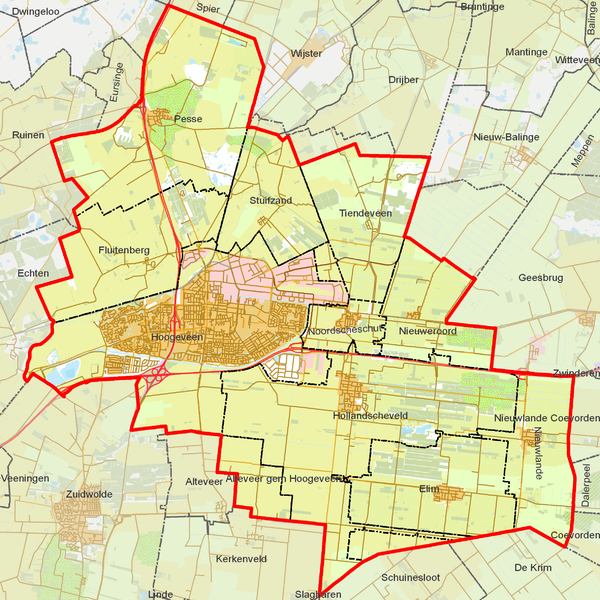 Dwingeloo
Spier
Bruntinge
Balinge
Wijster
Mantinge
Witteveen
Eursinge
Drijber
Pesse
Ruinen
Nieuw-Balinge
Meppen
Stuifzand
Tiendeveen
Fluitenberg
Echten
Geesbrug
Hoogeveen
Noordscheschut
Nieuweroord
Zwinderen
Hollandscheveld
Nieuwlande Coevorden
Nieuwlande
Dalerpeel
Veeningen
Alteveer
Alteveer gem Hoogeveen
Zuidwolde
Elim
Coevorden
Kerkenveld
De Krim
Schuinesloot
Linde
Slagharen